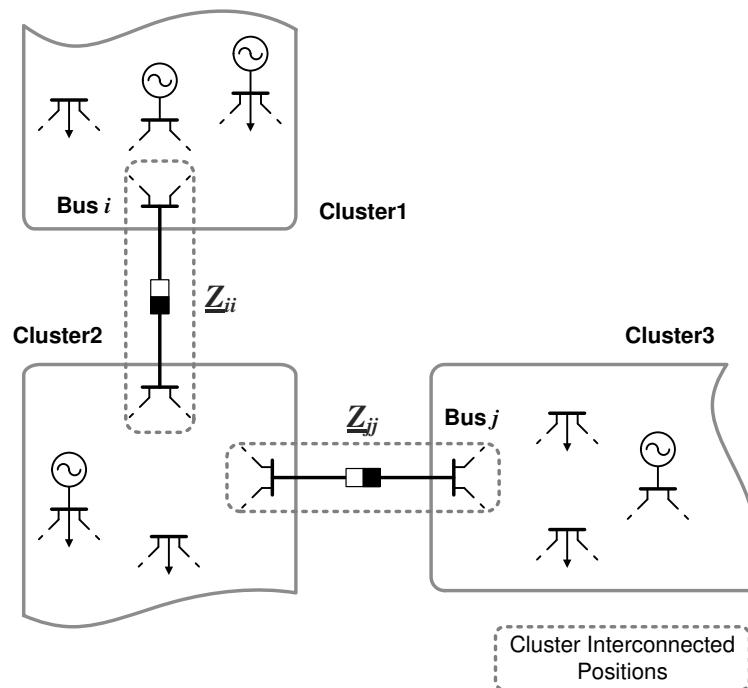 Bus i
Cluster1
Z_ii
Cluster2
Cluster3
Z_jj
Bus j
Cluster Interconnected
Positions